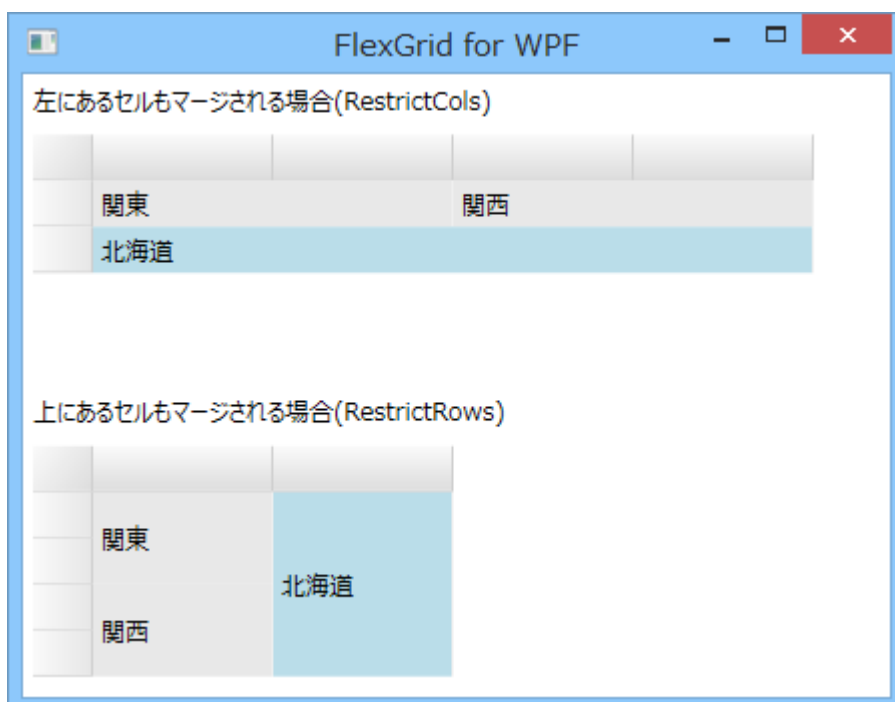 FlexGrid for WPF
左にあるセルもマージされる場合(RestrictCols)
関東 関西
北海道
上にあるセルもマージされる場合(RestrictRows)
関東
北海道
関西